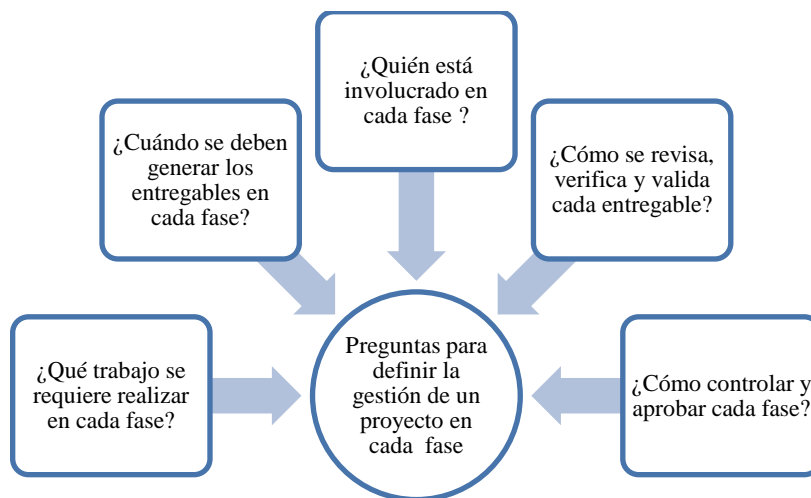 ¿Quién está
involucrado en
cada fase ?
¿Cuándo se deben
generar los
entregables en
cada fase?
¿Cómo se revisa,
verifica y valida
cada entregable?
¿Qué trabajo se
requiere realizar
en cada fase?
Preguntas para
definir la
gestión de un
proyecto en
cada fase
¿Cómo controlar y
aprobar cada fase?